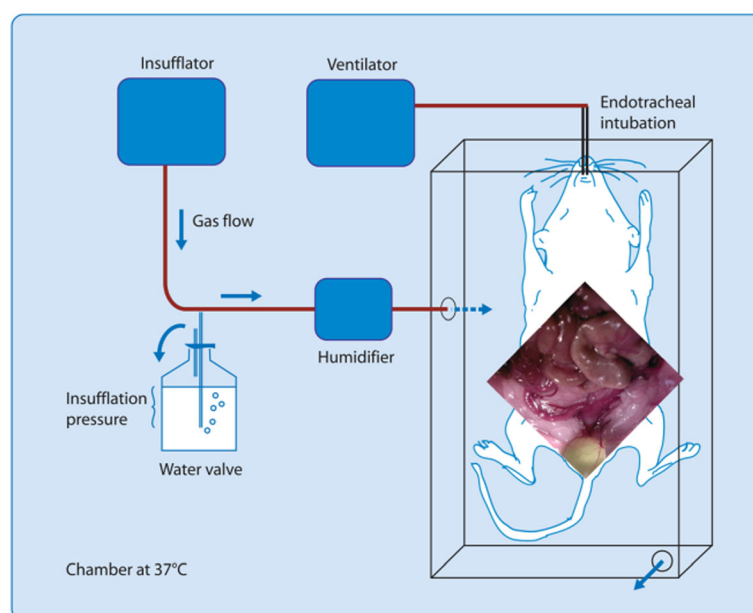 Insufflator
Ventilator
Endotracheal
intubation
Gas flow
Humidifier
Insufflation
pressure
Water valve
Chamber at 37°C